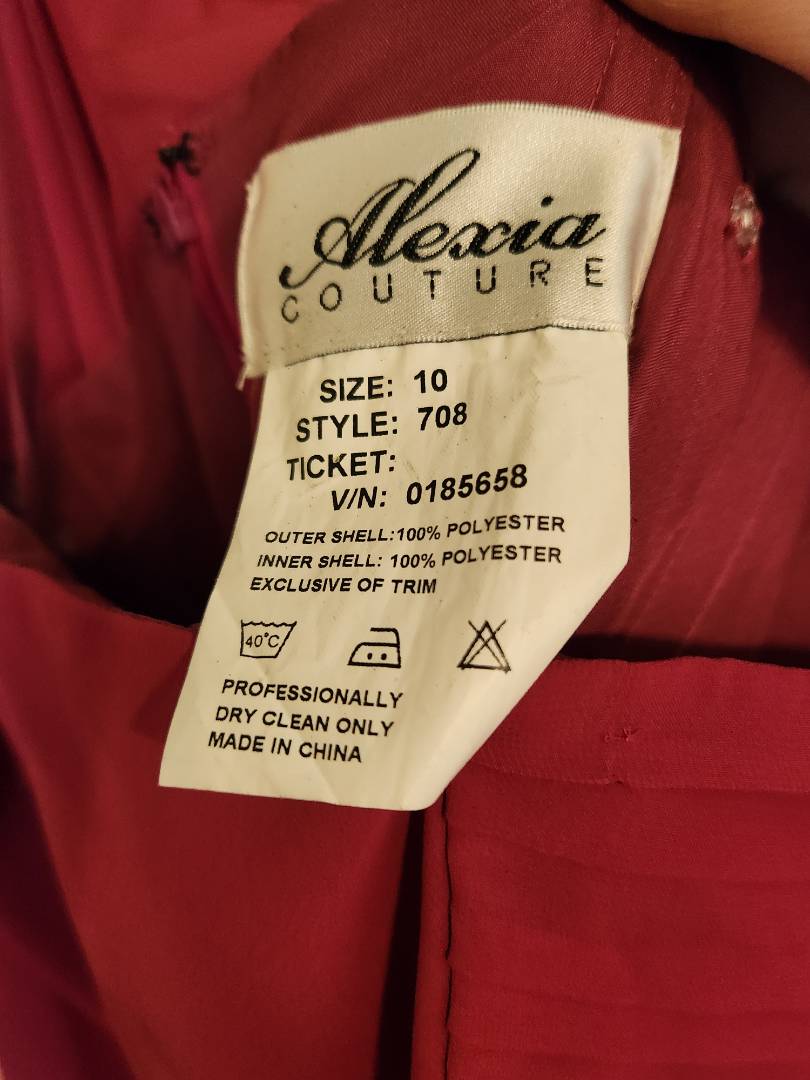 Alexia
COUTURE
SIZE: 10
STYLE: 708
TICKET:
V/N: 0185658
OUTER SHELL:100% POLYESTER
INNER SHELL: 100% POLYESTER
EXCLUSIVE OF TRIM
40°C
PROFESSIONALLY
DRY CLEAN ONLY
MADE IN CHINA